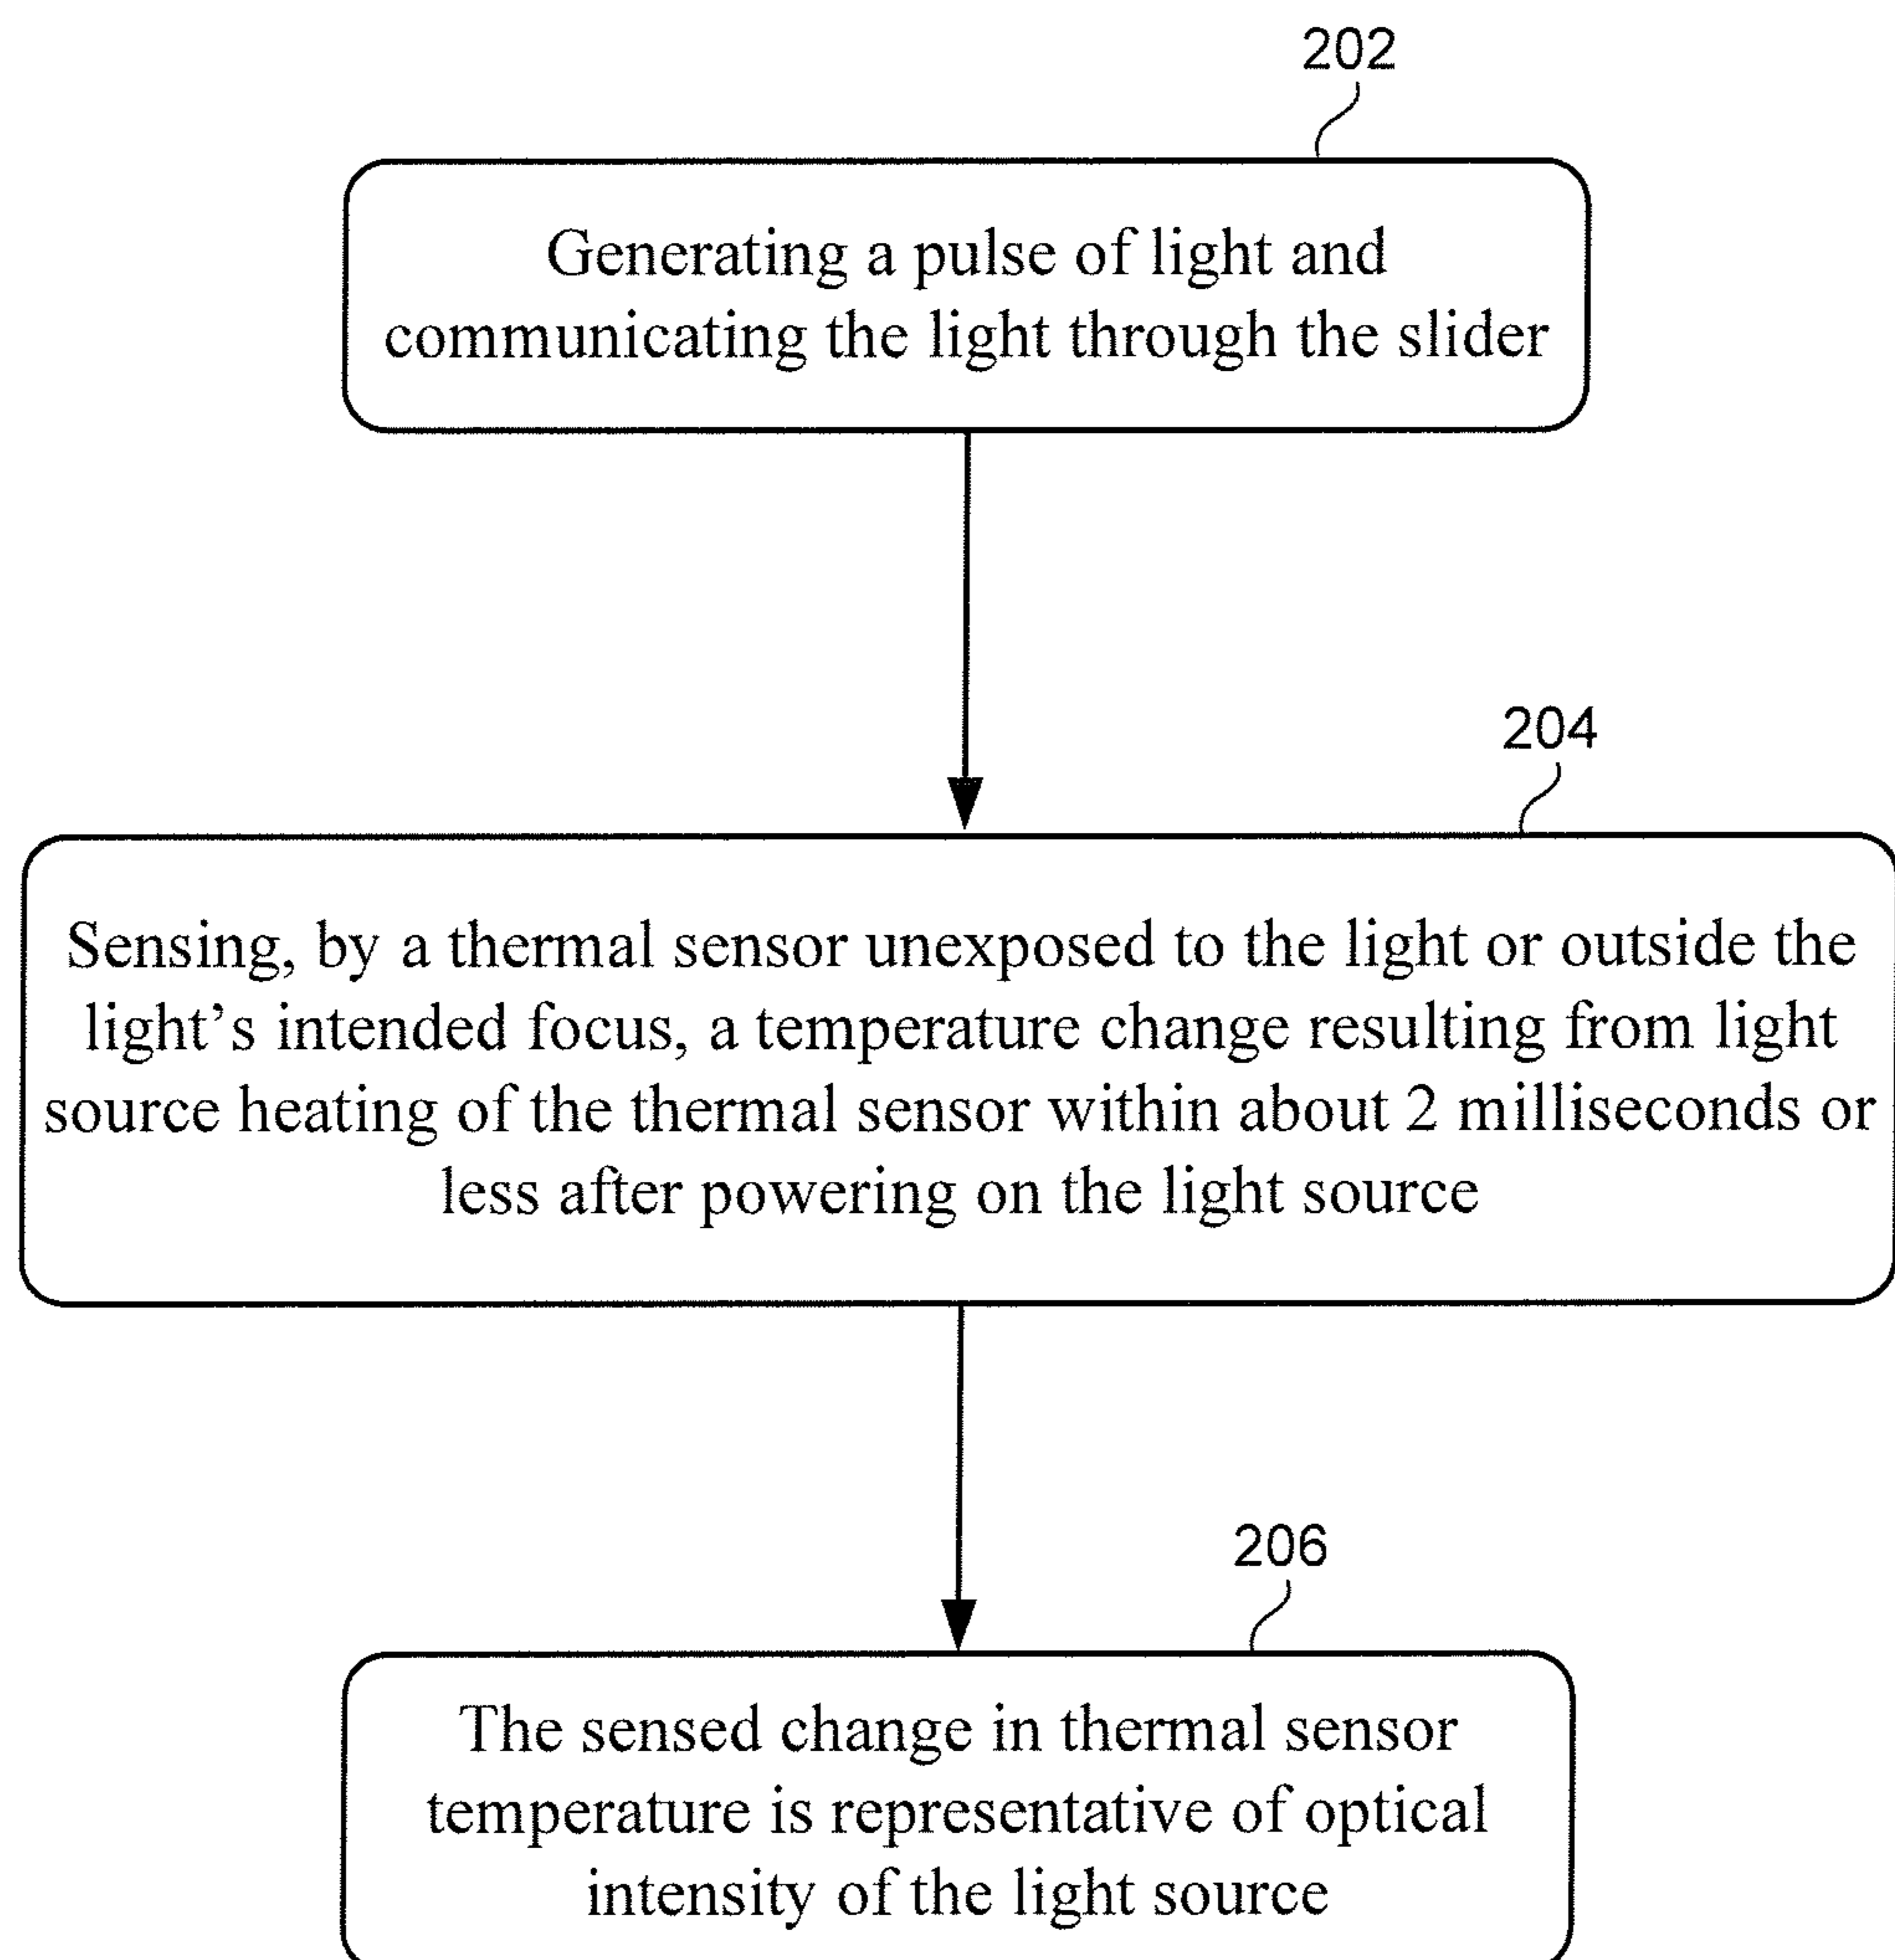 202
Generating a pulse of light and
communicating the light through the slider
204
Sensing, by a thermal sensor unexposed to the light or outside the
light’s intended focus, a temperature change resulting from light
source heating of the thermal sensor within about 2 milliseconds or
less after powering on the light source
206
The sensed change in thermal sensor
temperature is representative of optical
intensity of the light source